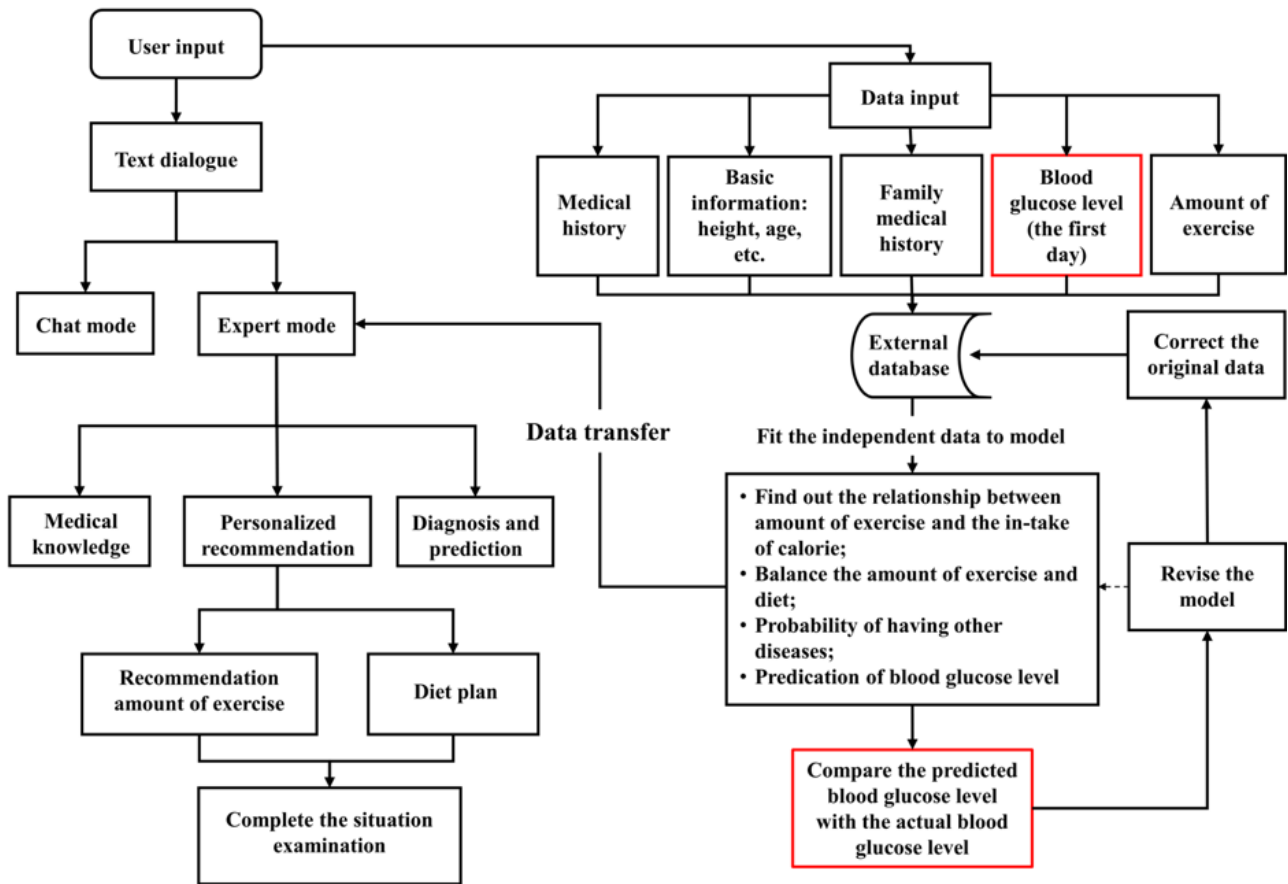 User input
Data input
Text dialogue
Medical
history
Basic
information:
height, age,
etc.
Family
medical
history
Blood
glucose level
(the first
day)
Amount of
exercise
Chat mode
Expert mode
External
database
Correct the
original data
Data transfer
Fit the independent data to model
Medical
knowledge
Personalized
recommendation
Diagnosis and
prediction
• Find out the relationship between
amount of exercise and the in-take
of calorie;
• Balance the amount of exercise and
diet;
• Probability of having other
diseases;
• Predication of blood glucose level
Revise the
model
Recommendation
amount of exercise
Diet plan
Compare the predicted
blood glucose level
with the actual blood
glucose level
Complete the situation
examination